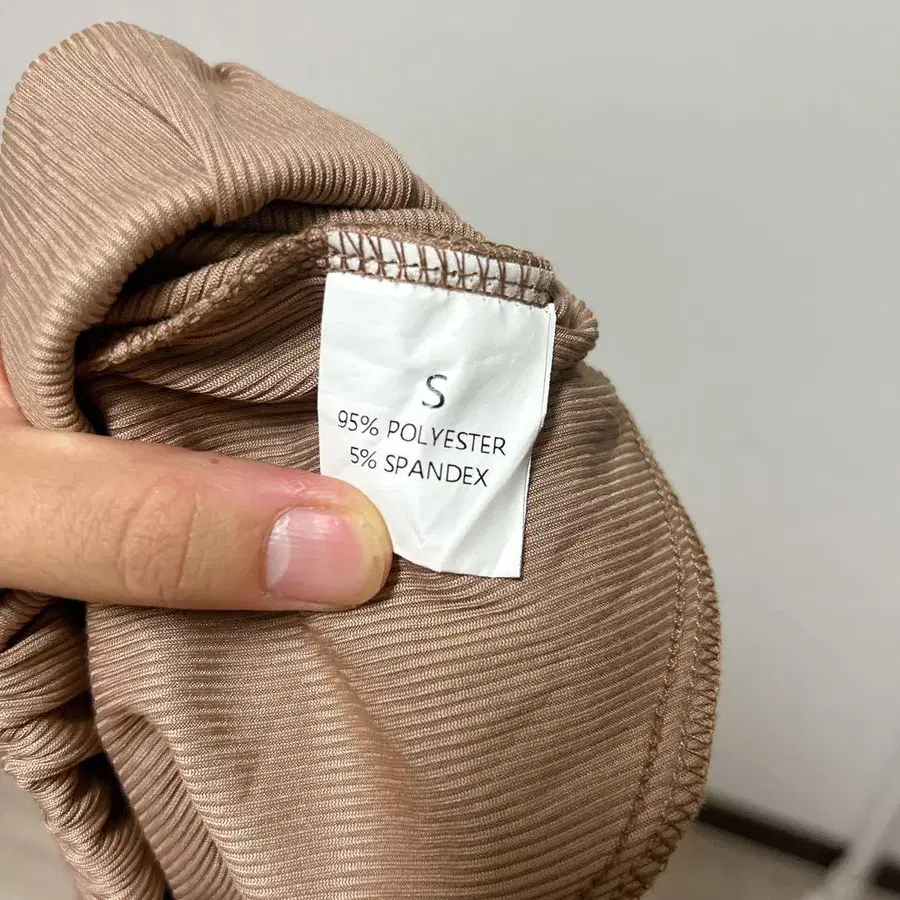 S
95% POLYESTER
5% SPANDEX